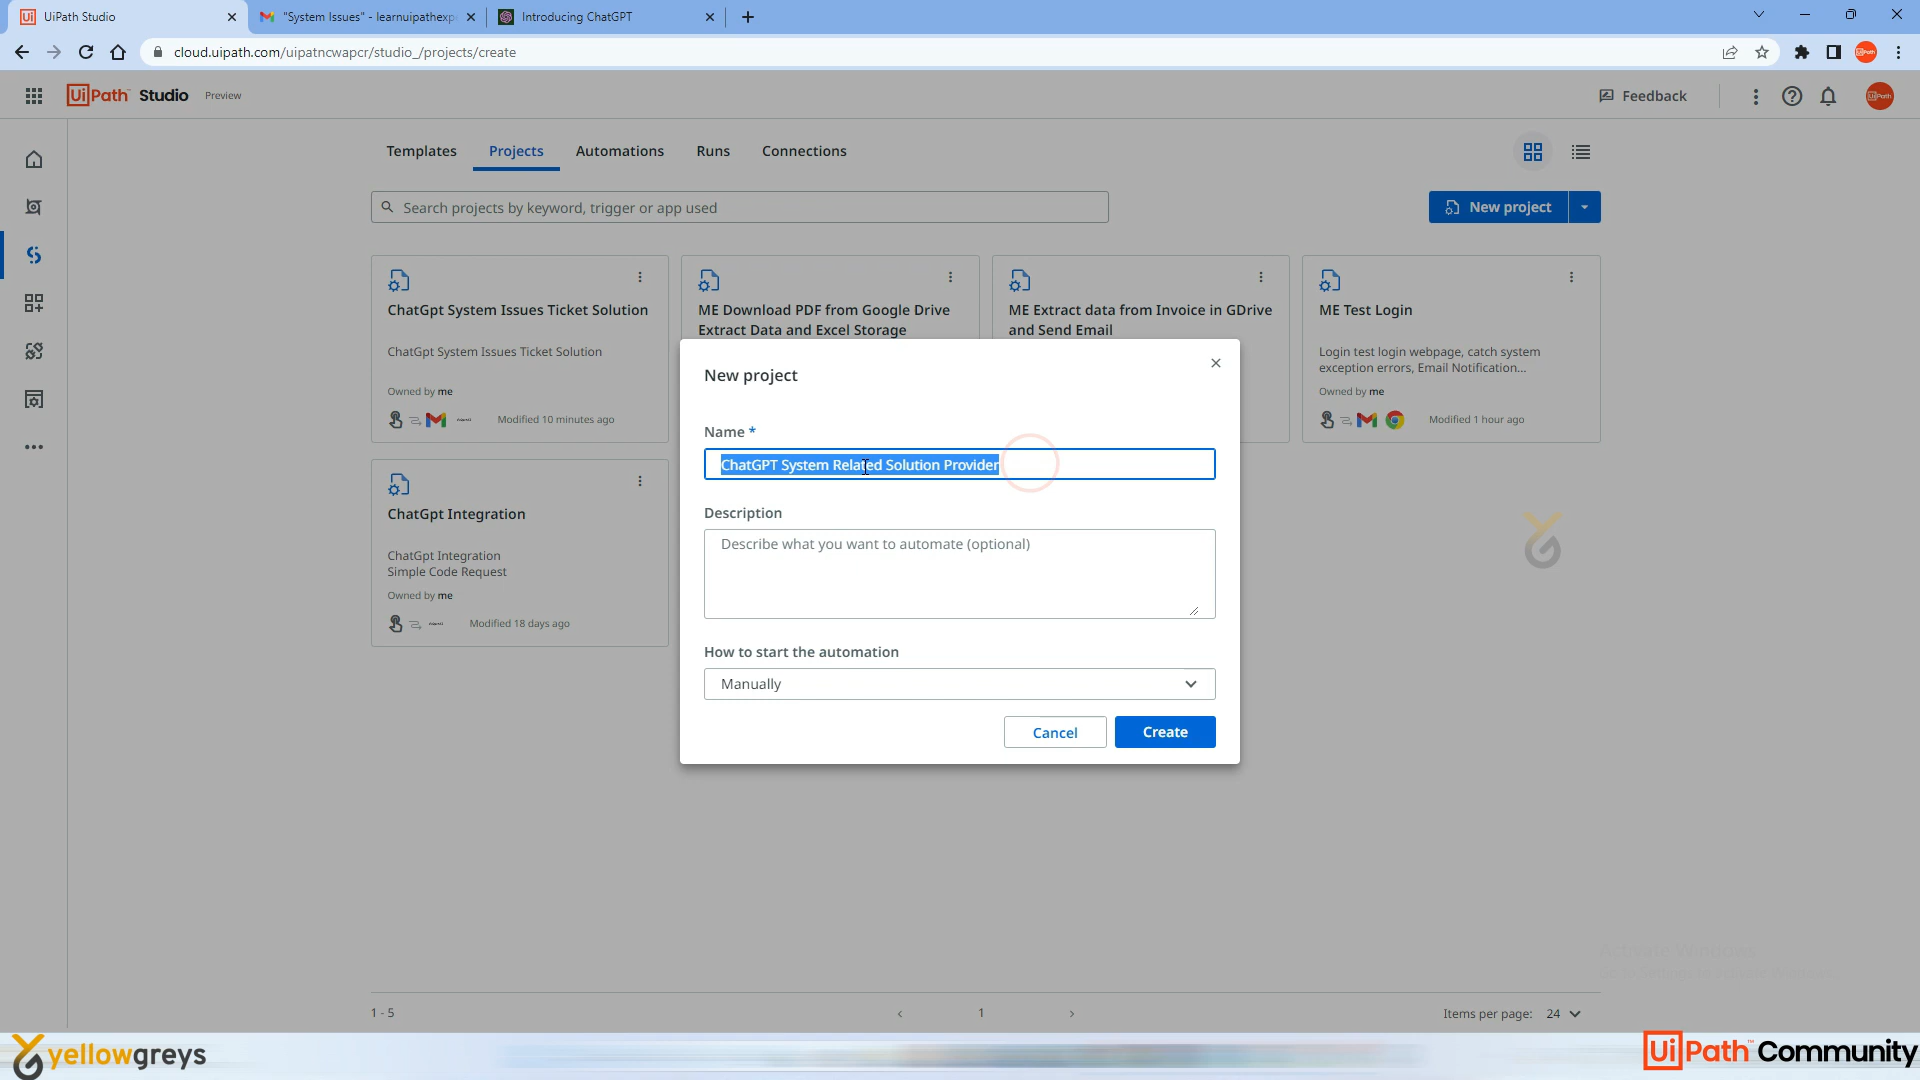 UiPath Studio
"System Issues" - learnuipathexp
Introducing ChatGPT
cloud.uipath.com/uipatncwapcr/studio_/projects/create
UiPath Studio Preview
Feedback
Templates Projects Automations Runs Connections
Search projects by keyword, trigger or app used
New project
ChatGpt System Issues Ticket Solution
ChatGpt System Issues Ticket Solution
Owned by me
Modified 10 minutes ago
ME Download PDF from Google Drive
Extract Data and Excel Storage
ME Extract data from Invoice in GDrive
and Send Email
ME Test Login
Login test login webpage, catch system
exception errors, Email Notification...
Owned by me
Modified 1 hour ago
ChatGpt Integration
ChatGpt Integration
Simple Code Request
Owned by me
Modified 18 days ago
New project
Name *
ChatGPT System Related Solution Provider
Description
Describe what you want to automate (optional)
How to start the automation
Manually
Cancel
Create
1 - 5
1
Items per page: 24
yellowgreys
UiPath Community